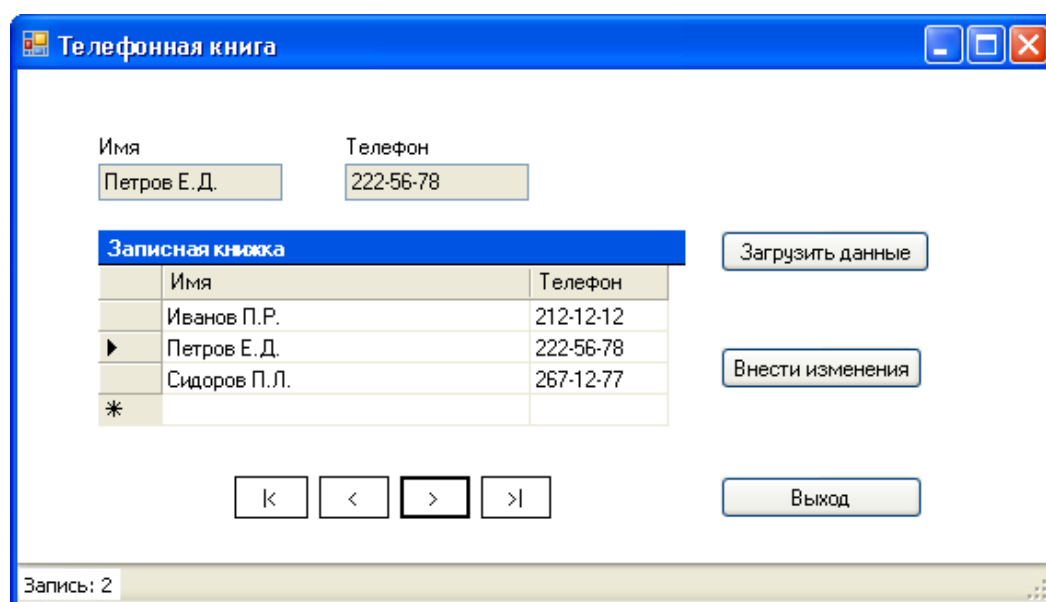 Телефонная книга
Имя Телефон
Петров Е.Д. 222-56-78
Записная книжка
Загрузить данные
Имя Телефон
Иванов П.Р. 212-12-12
Петров Е.Д. 222-56-78
Сидоров П.Л. 267-12-77
Внести изменения
|< < > >|
Выход
Запись: 2